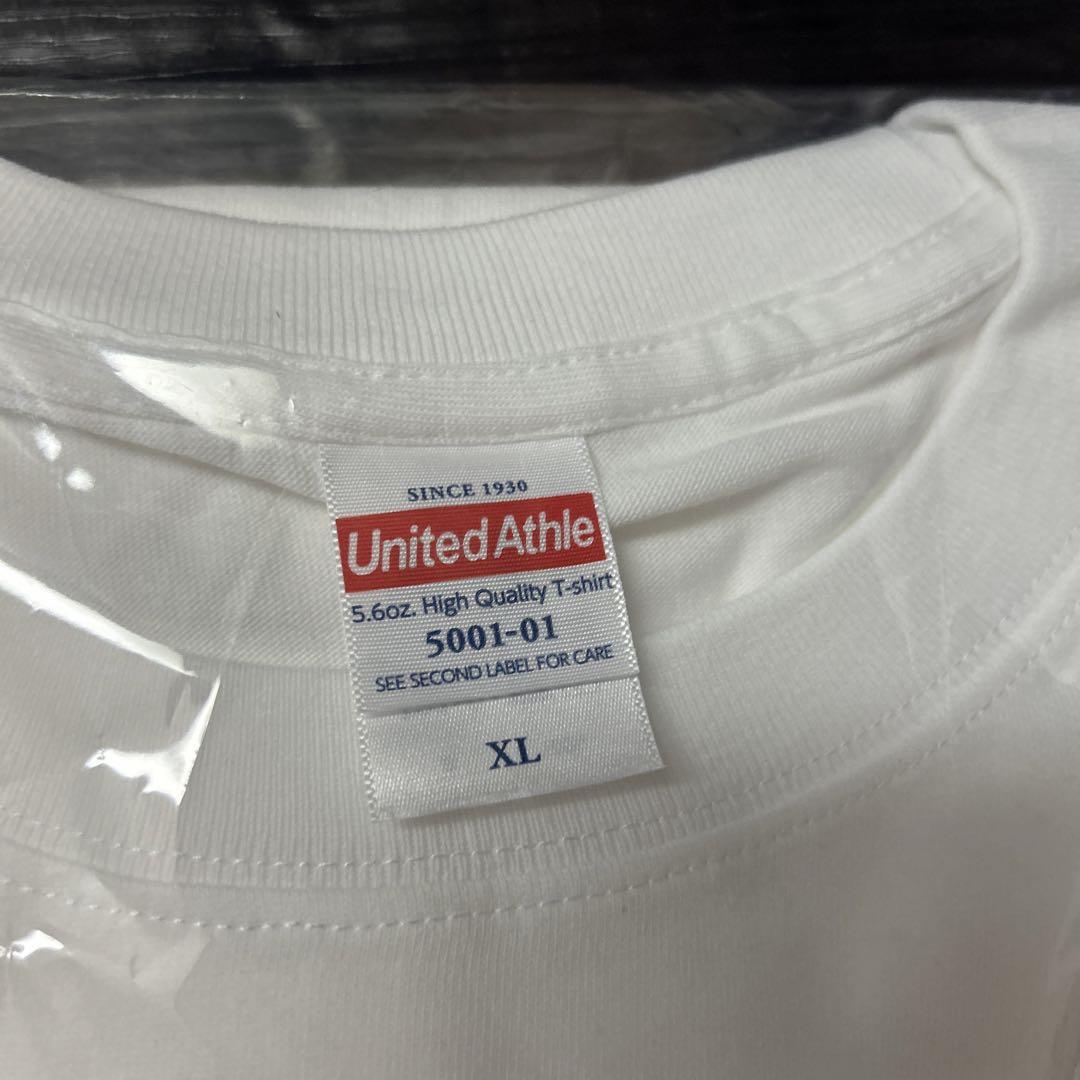 SINCE 1930
United Athle
5.6oz. High Quality T-shirt
5001-01
SEE SECOND LABEL FOR CARE
XL